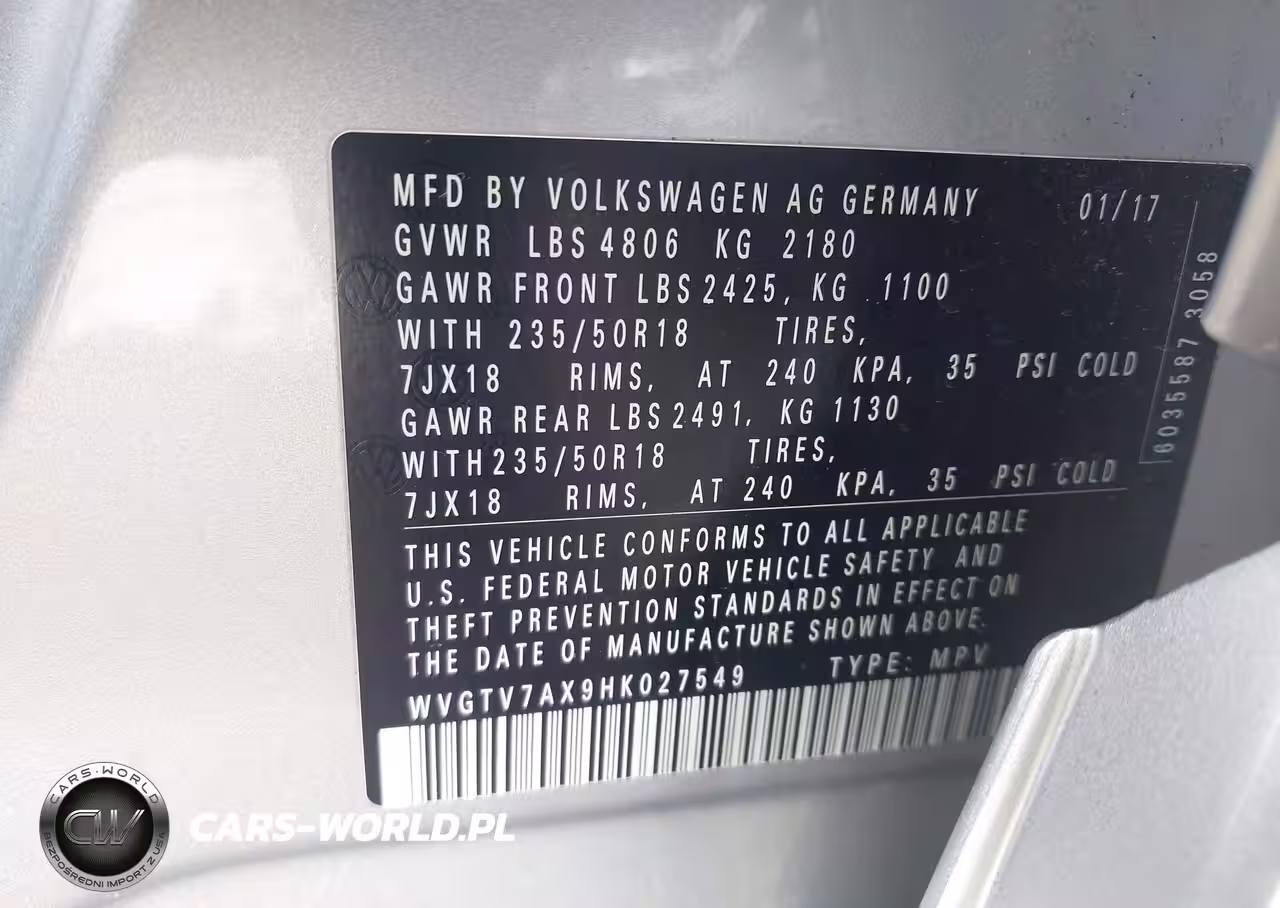 MFD BY VOLKSWAGEN AG GERMANY 01/17
GVWR LBS 4806 KG 2180
GAWR FRONT LBS 2425, KG 1100
WITH 235/50R18 TIRES,
7JX18 RIMS, AT 240 KPA, 35 PSI COLD
GAWR REAR LBS 2491, KG 1130
WITH 235/50R18 TIRES,
7JX18 RIMS, AT 240 KPA, 35 PSI COLD
THIS VEHICLE CONFORMS TO ALL APPLICABLE
U.S. FEDERAL MOTOR VEHICLE SAFETY AND
THEFT PREVENTION STANDARDS IN EFFECT ON
THE DATE OF MANUFACTURE SHOWN ABOVE.
WVGTV7AX9HK027549 TYPE: MPV
6035587 3058
CARS-WORLD
CW
BEZPOŚREDNI IMPORT Z USA
CARS-WORLD.PL